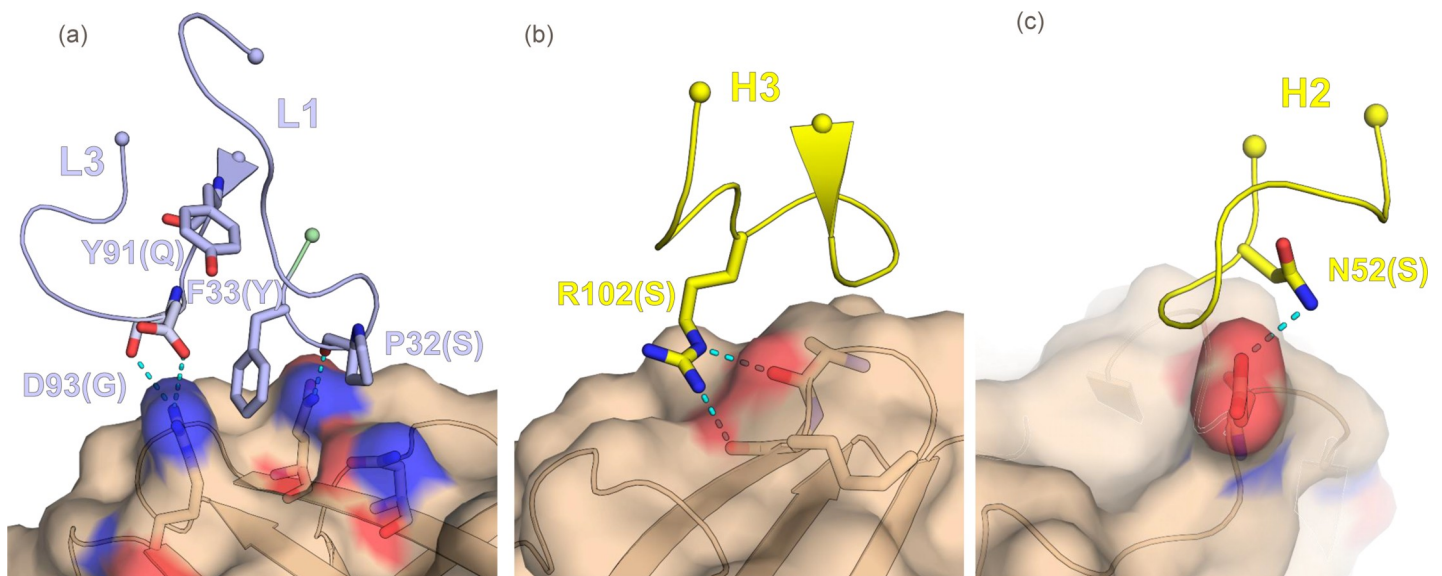 (a)
L1
L3
Y91(Q)
F33(Y)
P32(S)
D93(G)
(b)
H3
R102(S)
(c)
H2
N52(S)